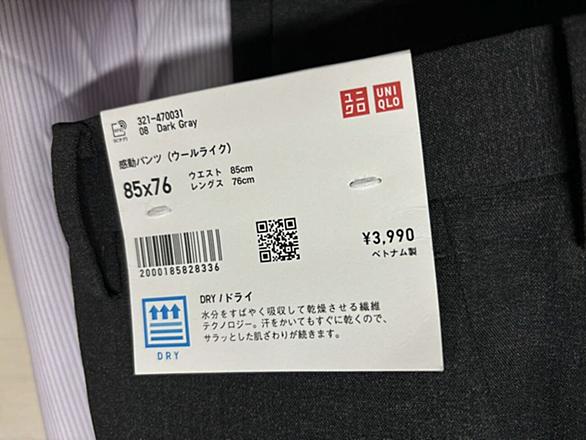 321-470031
08 Dark Gray
ユニクロ
UNIQLO
感動パンツ (ウールライク)
85x76
ウエスト 85cm
レングス 76cm
2000185828336
¥3,990
ベトナム製
DRY/ドライ
水分をすばやく吸収して乾燥させる繊維
テクノロジー。汗をかいてもすぐに乾くので、
サラッとした肌ざわりが続きます。
DRY